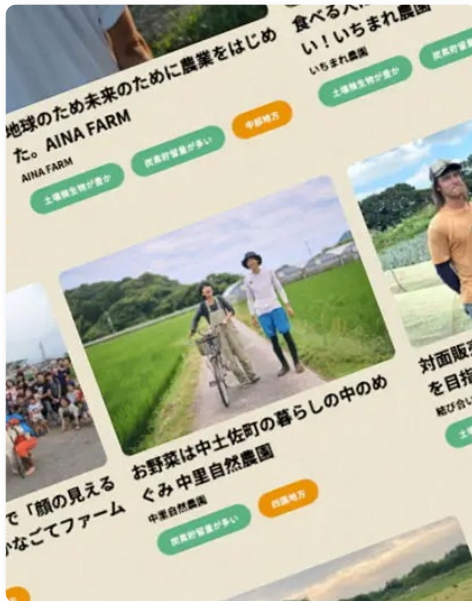 地球のため未来のために農業をはじめ
た。AINA FARM
AINA FARM
土壌微生物が豊か
炭素貯留量が多い
中部地方
い！いちまれ農園
いちまれ農園
土壌微生物が豊か
お野菜は中土佐町の暮らしの中のめ
ぐみ 中里自然農園
中里自然農園
炭素貯留量が多い
四国地方
で「顔の見える
かなごてファーム
対面販売
を目指
結び合い